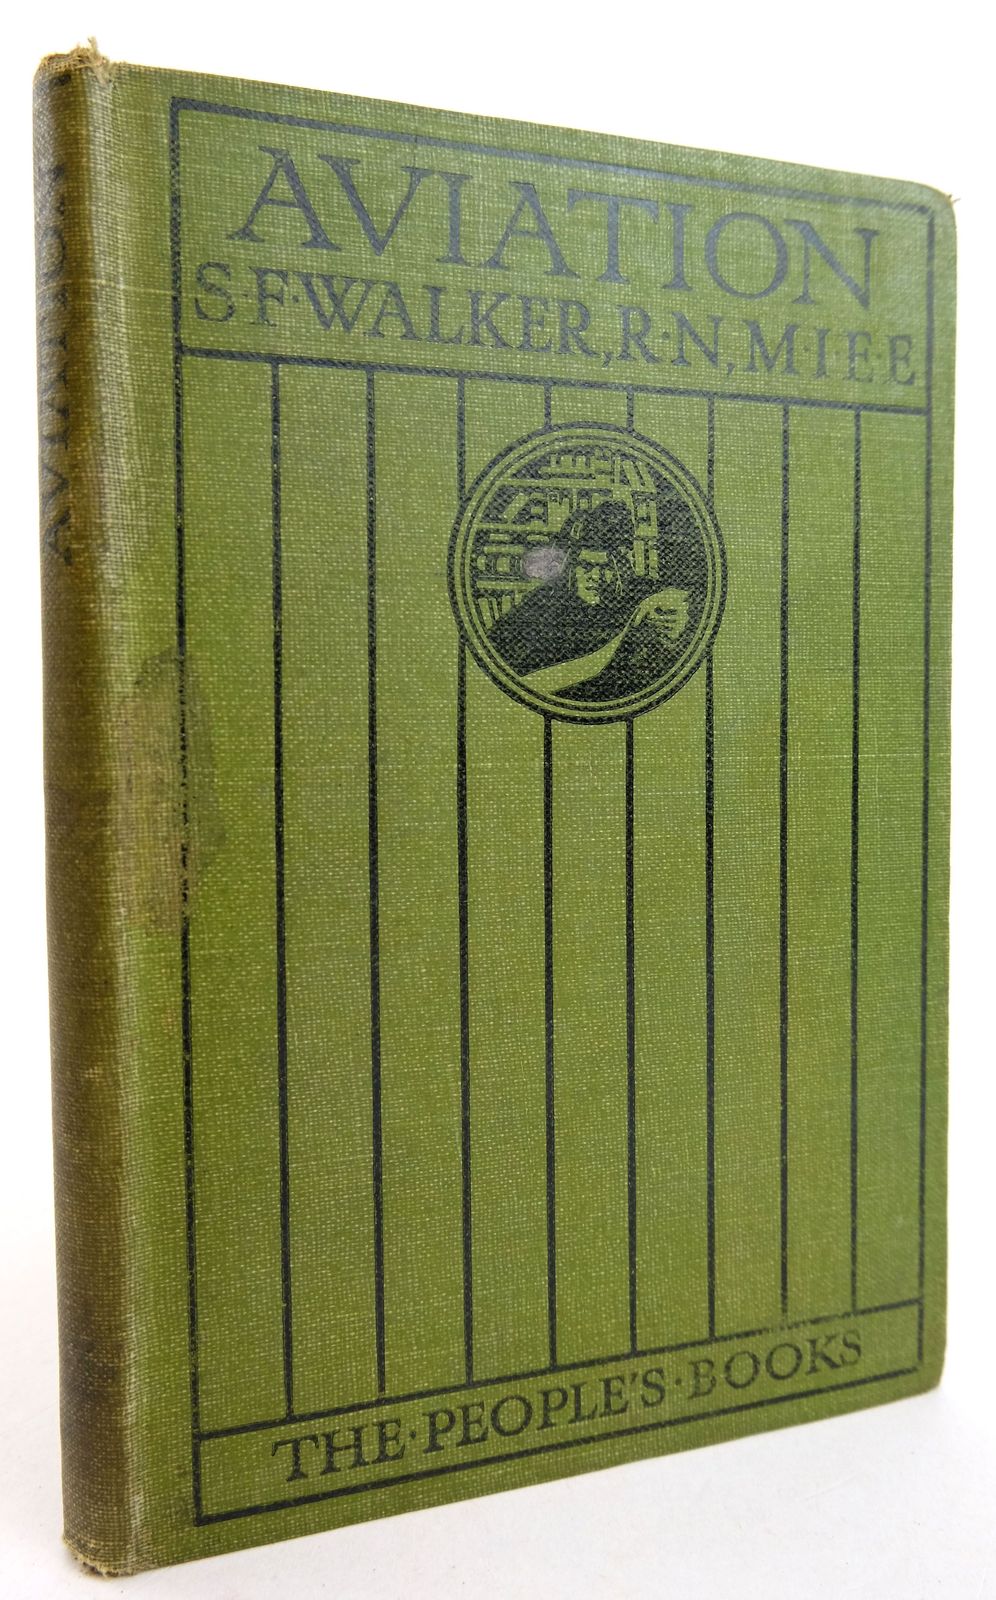 AVIATION
AVIATION
S·F·WALKER, R·N, M·I·E·E
THE·PEOPLE'S·BOOKS